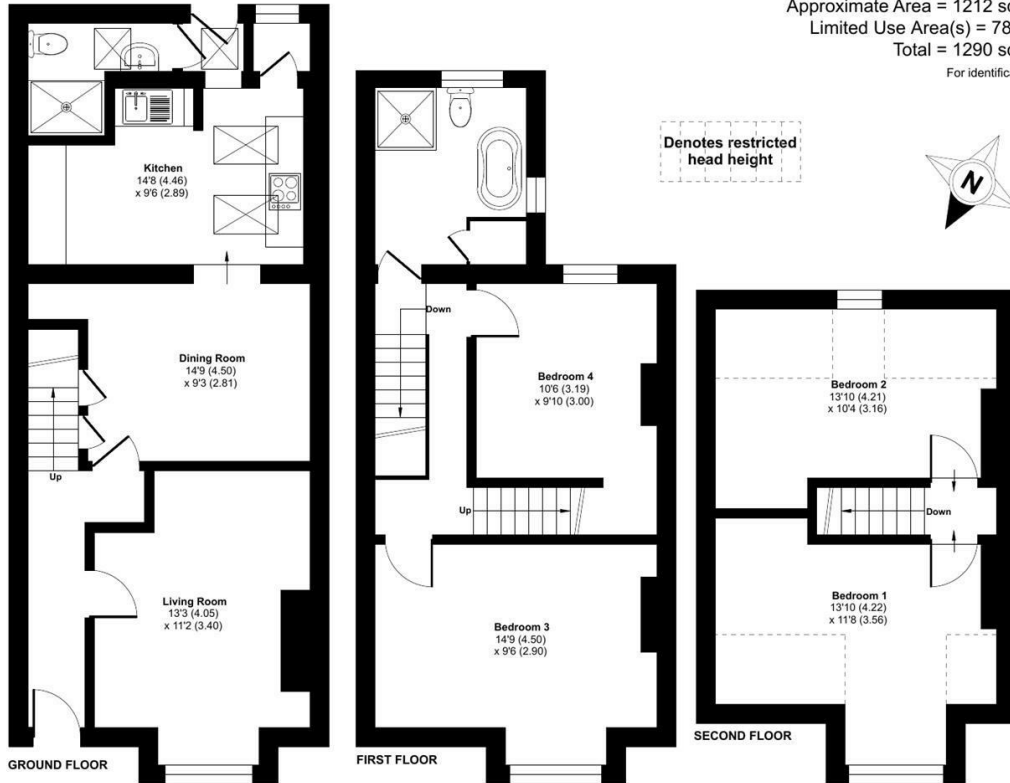 Approximate Area = 1212 sq
Limited Use Area(s) = 78
Total = 1290 sq
For identifica
Denotes restricted
head height
N
Kitchen
14'8 (4.46)
x 9'6 (2.89)
Dining Room
14'9 (4.50)
x 9'3 (2.81)
Up
Living Room
13'3 (4.05)
x 11'2 (3.40)
GROUND FLOOR
Down
Bedroom 4
10'6 (3.19)
x 9'10 (3.00)
Up
Bedroom 3
14'9 (4.50)
x 9'6 (2.90)
FIRST FLOOR
Bedroom 2
13'10 (4.21)
x 10'4 (3.16)
Down
Bedroom 1
13'10 (4.22)
x 11'8 (3.56)
SECOND FLOOR